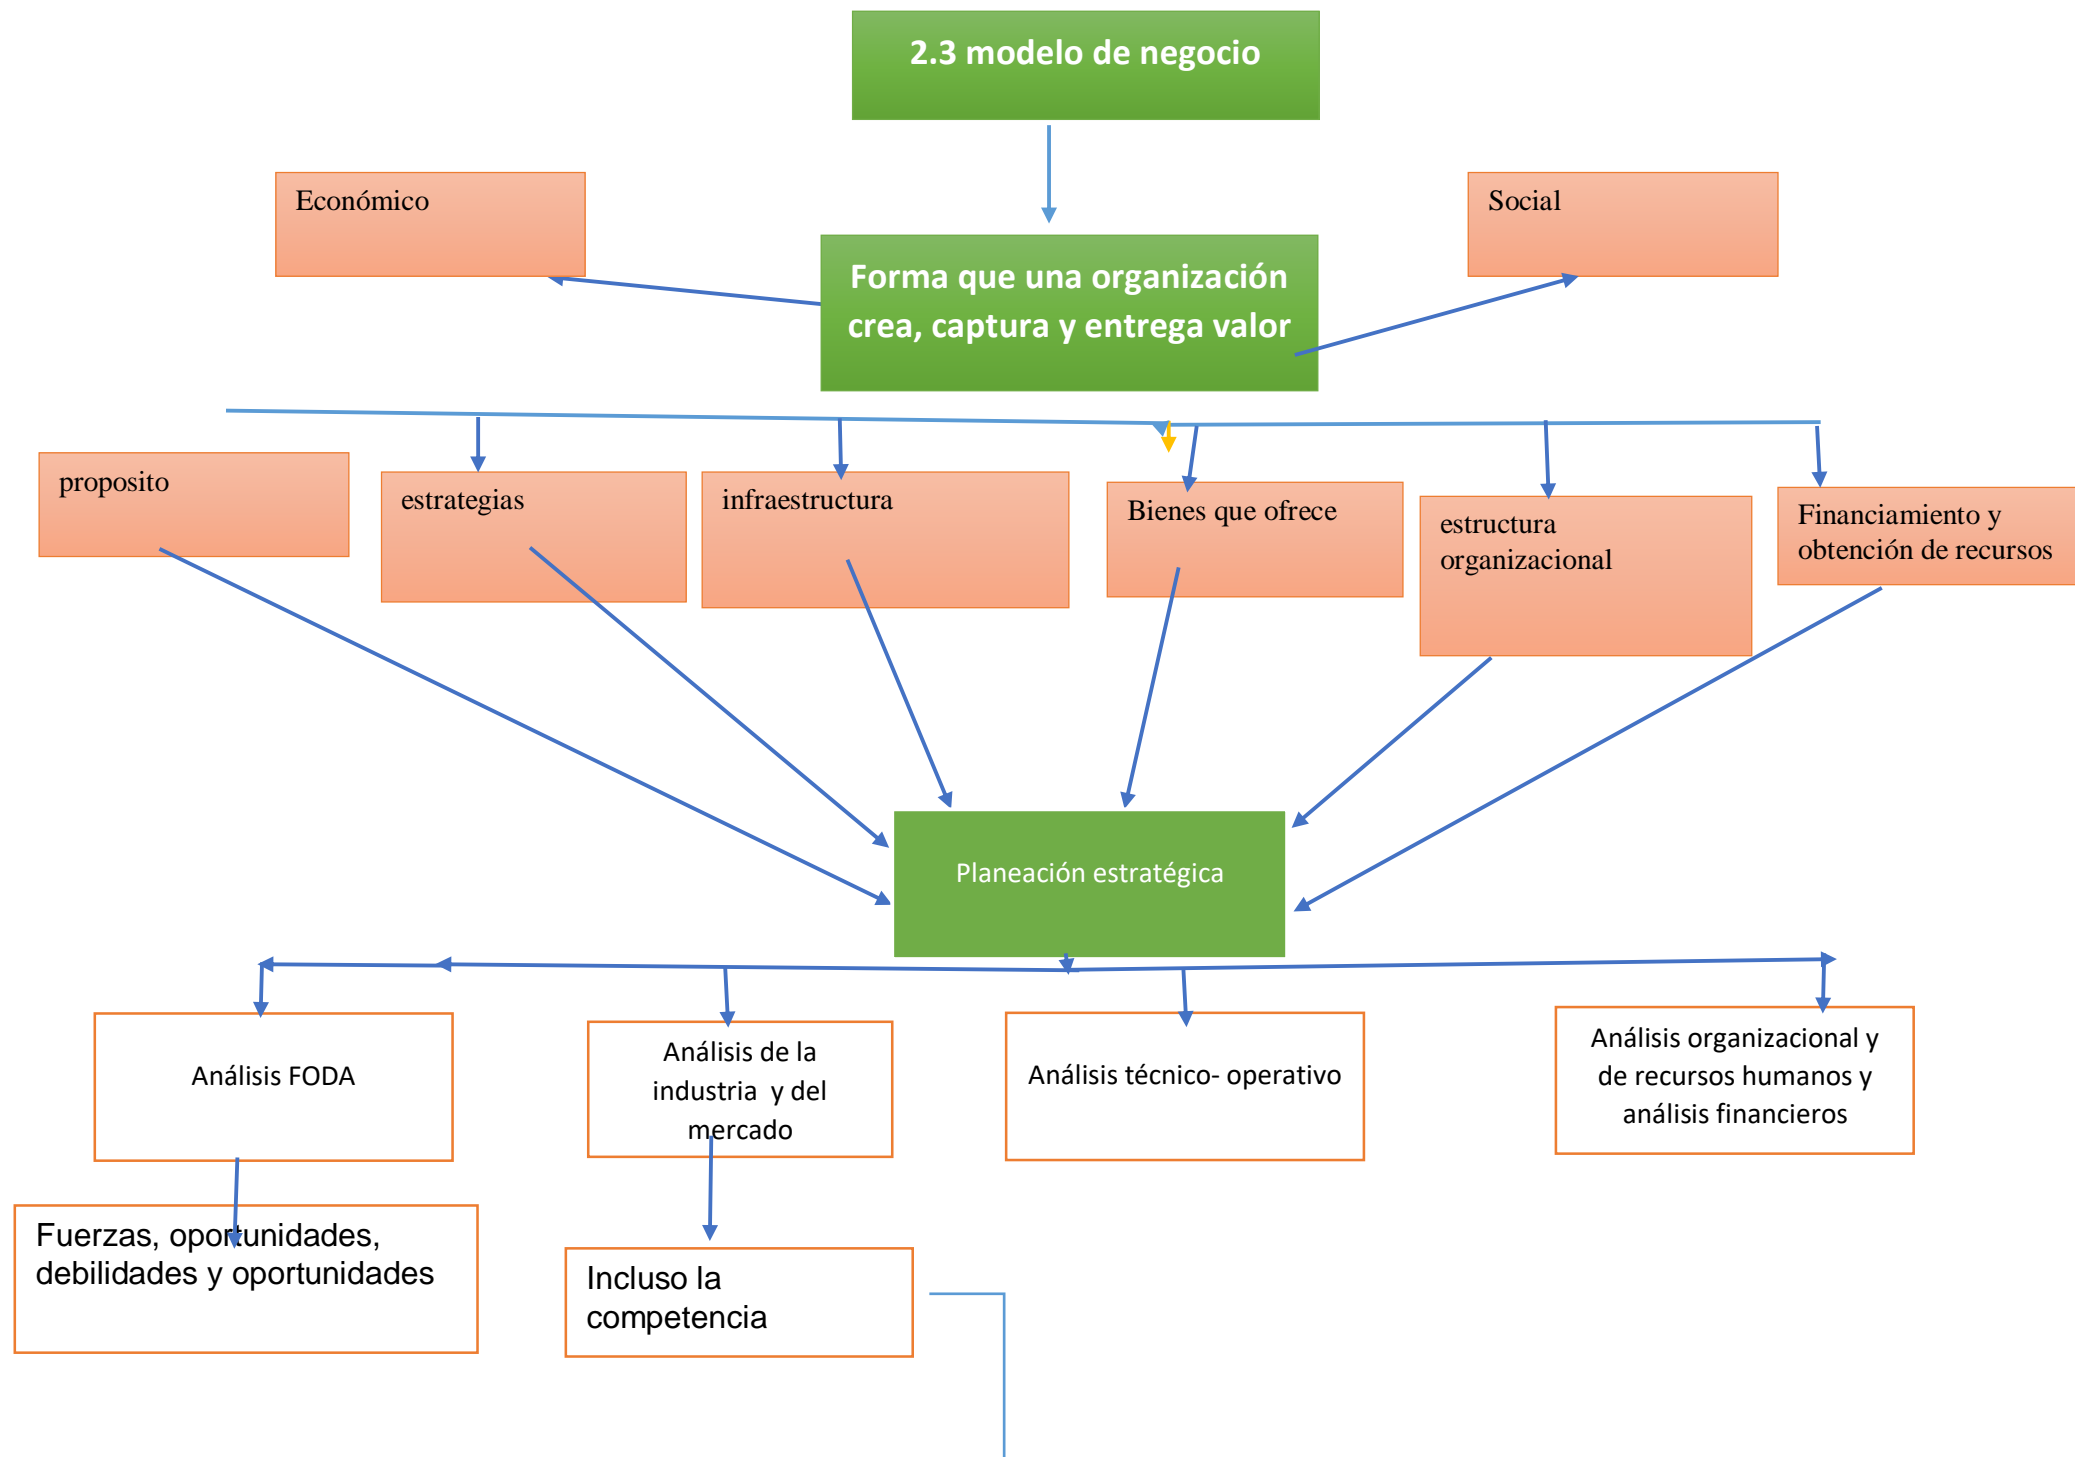 2.3 modelo de negocio
Económico
Social
Forma que una organización
crea, captura y entrega valor
proposito
estrategias
infraestructura
Bienes que ofrece
estructura
organizacional
Financiamiento y
obtención de recursos
Planeación estratégica
Análisis FODA
Análisis de la
industria  y del
mercado
Análisis técnico- operativo
Análisis organizacional y
de recursos humanos y
análisis financieros
Fuerzas, oportunidades,
debilidades y oportunidades
Incluso la
competencia